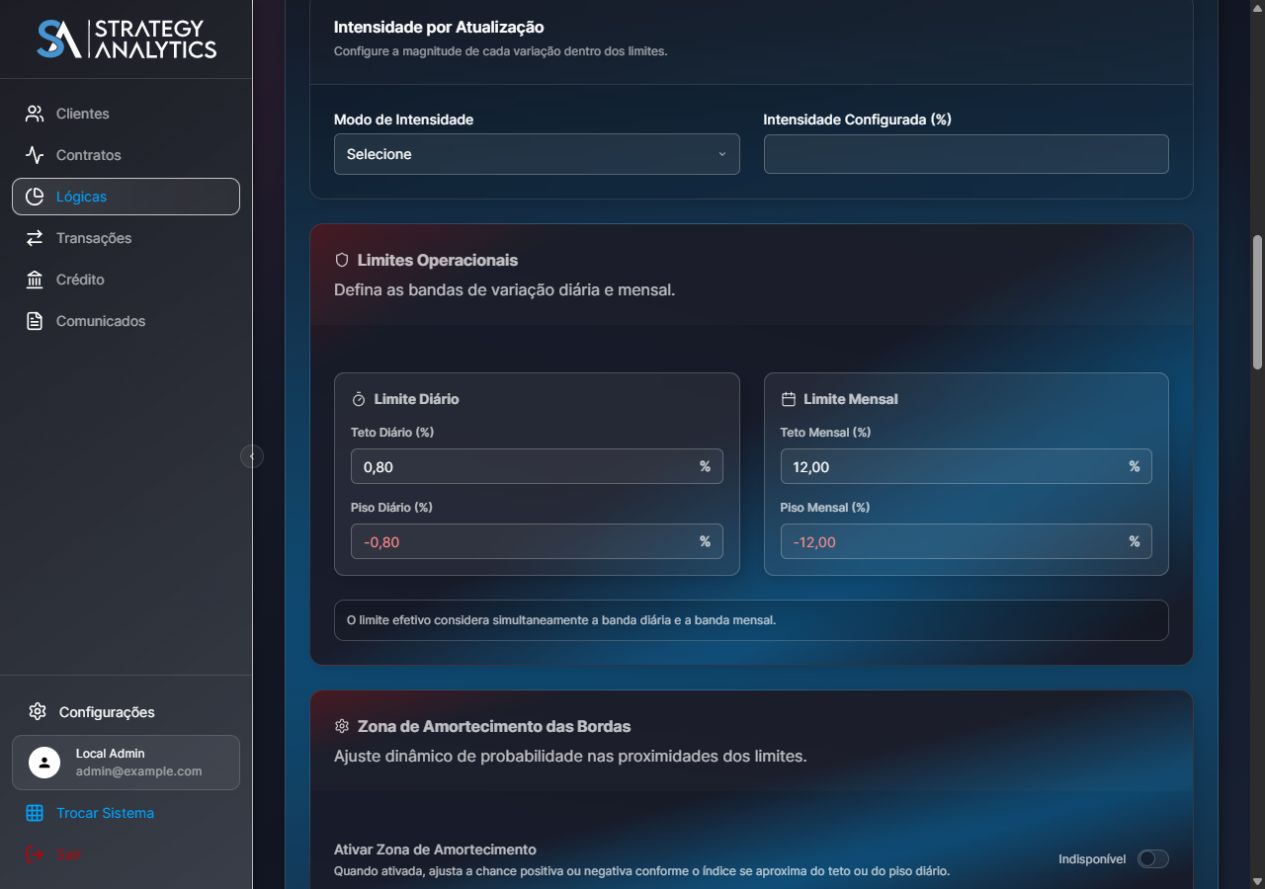 STRATEGY
ANALYTICS
Clientes
Contratos
Lógicas
Transações
Crédito
Comunicados
Configurações
Local Admin
admin@example.com
Trocar Sistema
Sair
Intensidade por Atualização
Configure a magnitude de cada variação dentro dos limites.
Modo de Intensidade
Selecione
Intensidade Configurada (%)
Limites Operacionais
Defina as bandas de variação diária e mensal.
Limite Diário
Teto Diário (%)
0,80 %
Piso Diário (%)
-0,80 %
Limite Mensal
Teto Mensal (%)
12,00 %
Piso Mensal (%)
-12,00 %
O limite efetivo considera simultaneamente a banda diária e a banda mensal.
Zona de Amortecimento das Bordas
Ajuste dinâmico de probabilidade nas proximidades dos limites.
Ativar Zona de Amortecimento
Quando ativada, ajusta a chance positiva ou negativa conforme o índice se aproxima do teto ou do piso diário.
Indisponível